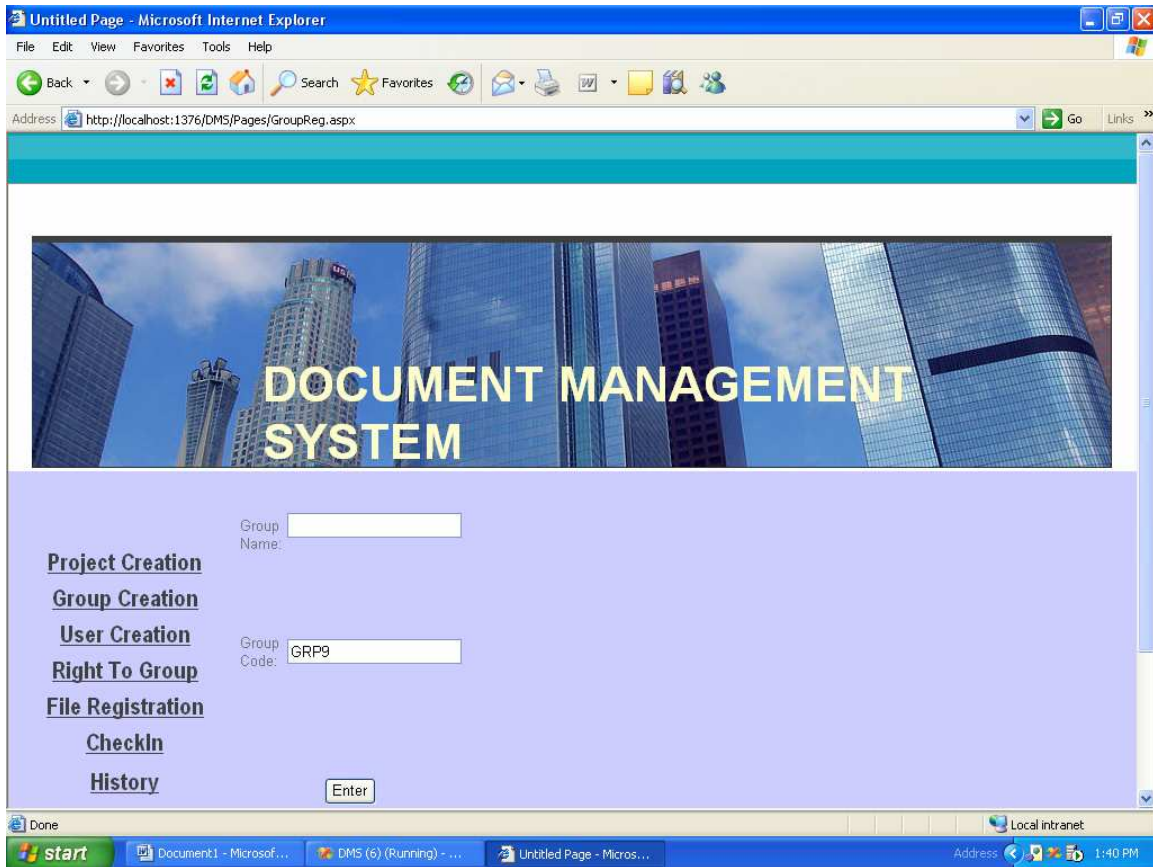 Untitled Page - Microsoft Internet Explorer
File Edit View Favorites Tools Help
Back Search Favorites
Address http://localhost:1376/DMS/Pages/GroupReg.aspx Go Links »
DOCUMENT MANAGEMENT
SYSTEM
Group
Name:
Project Creation
Group Creation
User Creation
Right To Group
File Registration
CheckIn
History
Group
Code:
GRP9
Enter
Done Local intranet
start Document1 - Microsof... DMS (6) (Running) - ... Untitled Page - Micros... Address 1:40 PM